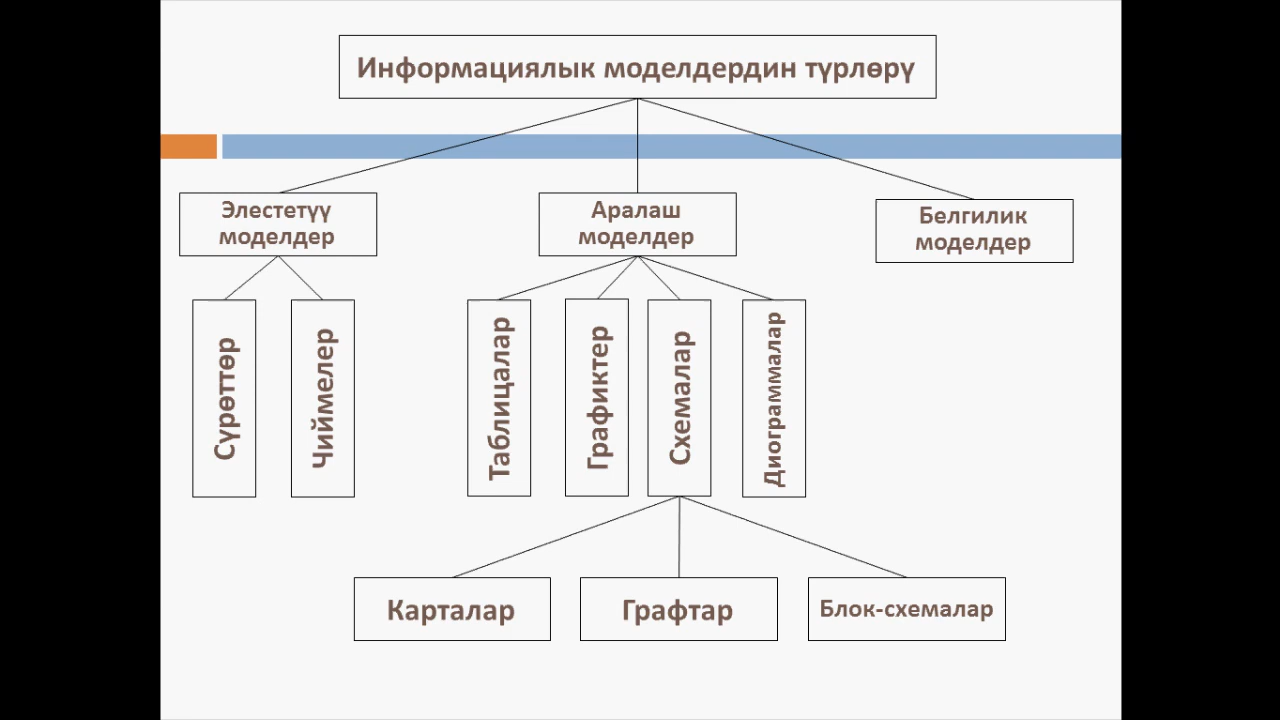 Информациялык моделдердин түрлөрү
Элестетүү
моделдер
Аралаш
моделдер
Белгилик
моделдер
Сүрөттөр
Чиймелер
Таблицалар
Графиктер
Схемалар
Диограммалар
Карталар
Графтар
Блок-схемалар